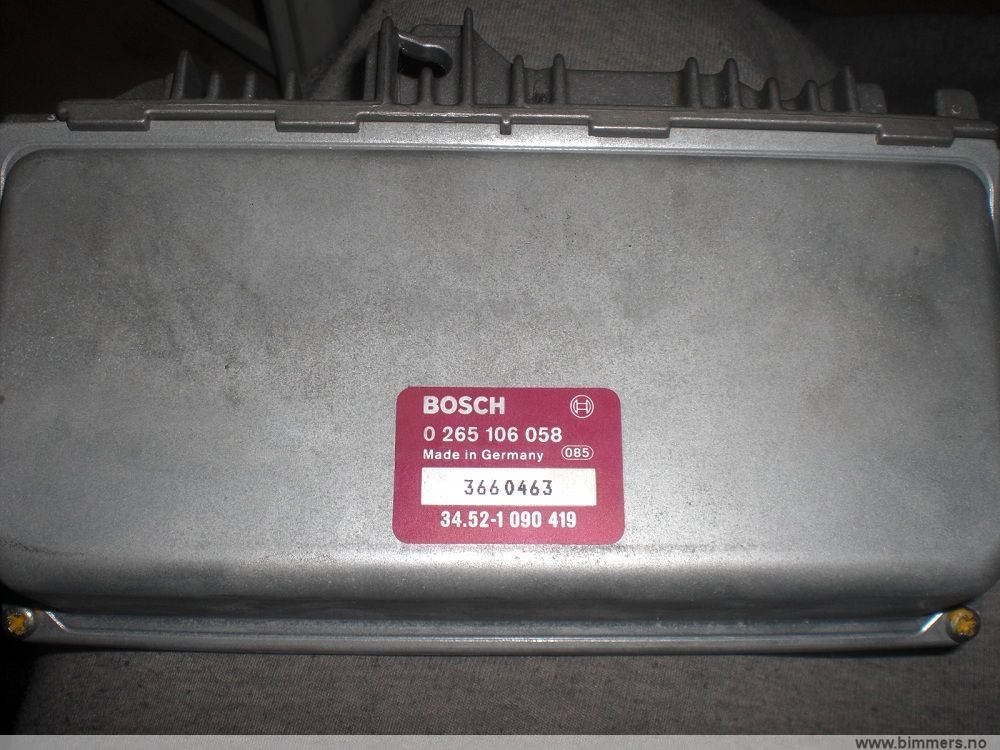 BOSCH
0 265 106 058
Made in Germany 085
3660463
34.52-1 090 419
www.bimmers.no